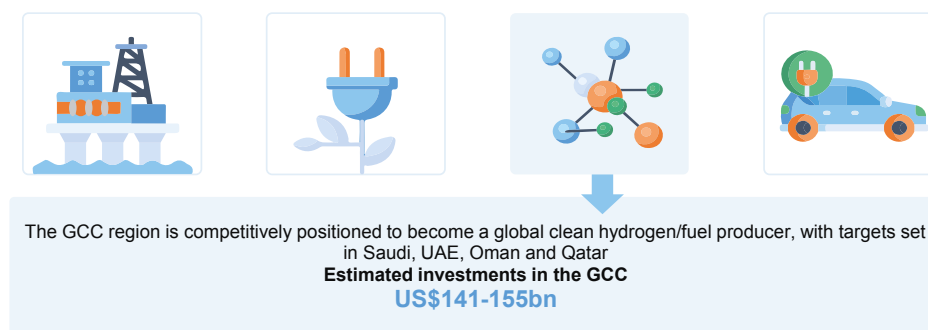 The GCC region is competitively positioned to become a global clean hydrogen/fuel producer, with targets set
in Saudi, UAE, Oman and Qatar
Estimated investments in the GCC
US$141-155bn